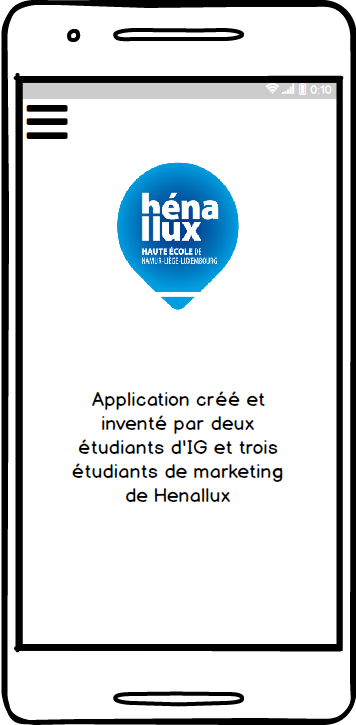 0:10
héna
llux
HAUTE ÉCOLE DE
NAMUR-LIÈGE-LUXEMBOURG
Application créé et
inventé par deux
étudiants d'IG et trois
étudiants de marketing
de Henallux